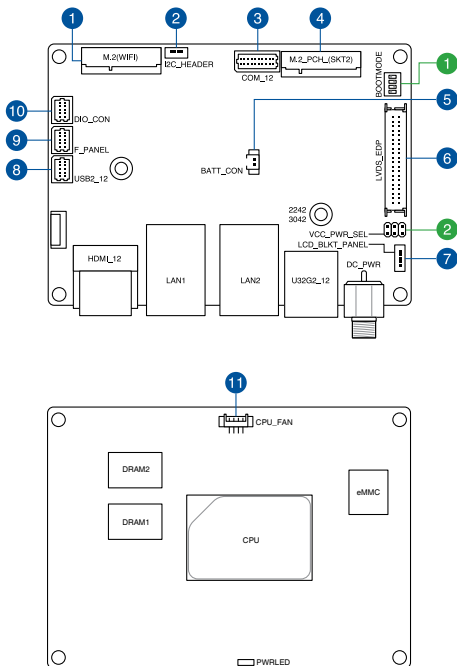 1
2
3
4
M.2(WIFI)
I2C_HEADER
COM_12
M.2_PCH_(SKT2)
BOOTMODE
1
5
10
DIO_CON
9
F_PANEL
8
USB2_12
BATT_CON
LVDS_EDP
6
2242
3042
VCC_PWR_SEL
2
LCD_BLKT_PANEL
7
HDMI_12
LAN1
LAN2
U32G2_12
DC_PWR
11
CPU_FAN
DRAM2
eMMC
DRAM1
CPU
PWRLED